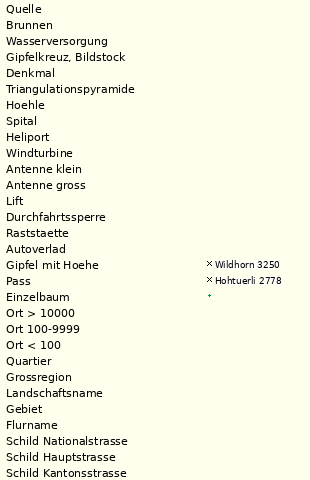 Quelle
Brunnen
Wasserversorgung
Gipfelkreuz, Bildstock
Denkmal
Triangulationspyramide
Hoehle
Spital
Heliport
Windturbine
Antenne klein
Antenne gross
Lift
Durchfahrtssperre
Raststaette
Autoverlad
Gipfel mit Hoehe Wildhorn 3250
Pass Hohtuerli 2778
Einzelbaum
Ort > 10000
Ort 100-9999
Ort < 100
Quartier
Grossregion
Landschaftsname
Gebiet
Flurname
Schild Nationalstrasse
Schild Hauptstrasse
Schild Kantonsstrasse